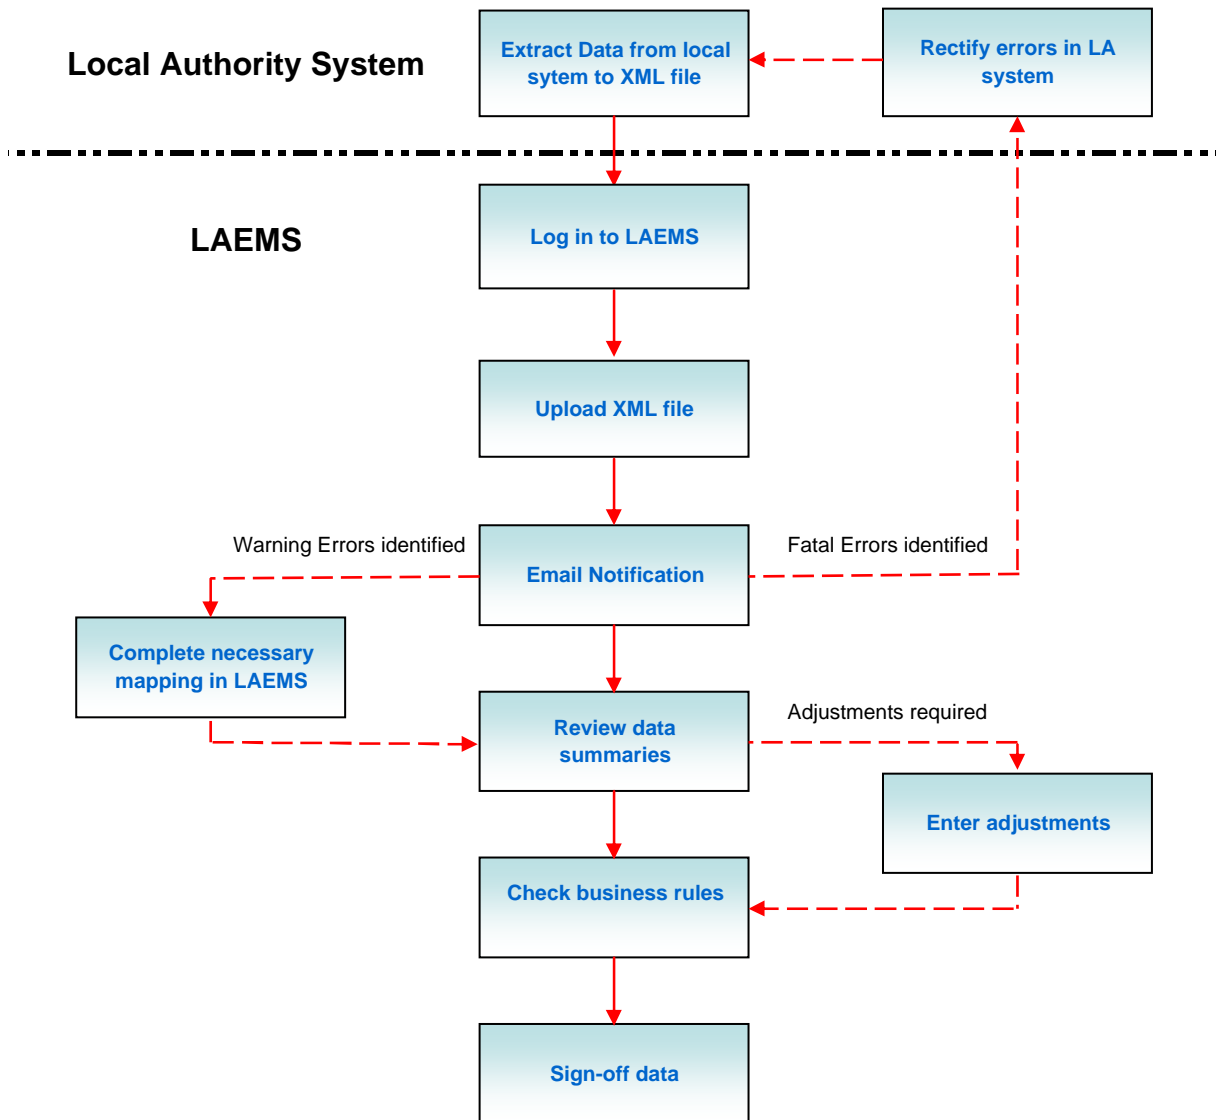 Local Authority System
Extract Data from local
sytem to XML file
Rectify errors in LA
system
LAEMS
Log in to LAEMS
Upload XML file
Warning Errors identified
Email Notification
Fatal Errors identified
Complete necessary
mapping in LAEMS
Review data
summaries
Adjustments required
Enter adjustments
Check business rules
Sign-off data